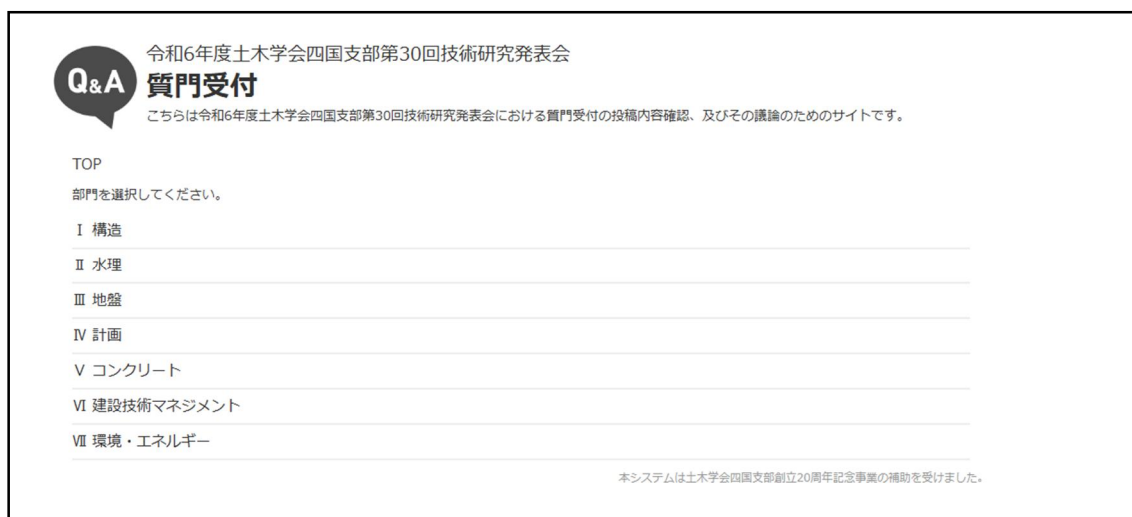 Q&A
令和6年度土木学会四国支部第30回技術研究発表会
質問受付
こちらは令和6年度土木学会四国支部第30回技術研究発表会における質問受付の投稿内容確認、及びその議論のためのサイトです。
TOP
部門を選択してください。
Ⅰ 構造
Ⅱ 水理
Ⅲ 地盤
Ⅳ 計画
Ⅴ コンクリート
Ⅵ 建設技術マネジメント
Ⅶ 環境・エネルギー
本システムは土木学会四国支部創立20周年記念事業の補助を受けました。